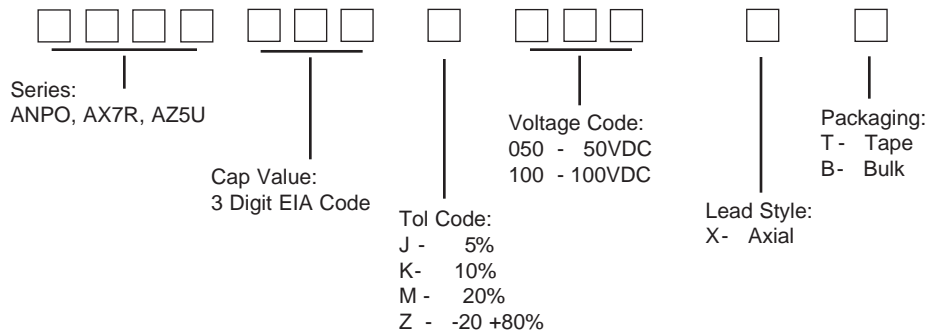 Series:
ANPO, AX7R, AZ5U
Cap Value:
3 Digit EIA Code
Tol Code:
J - 5%
K- 10%
M - 20%
Z - -20 +80%
Voltage Code:
050 - 50VDC
100 - 100VDC
Lead Style:
X- Axial
Packaging:
T - Tape
B- Bulk